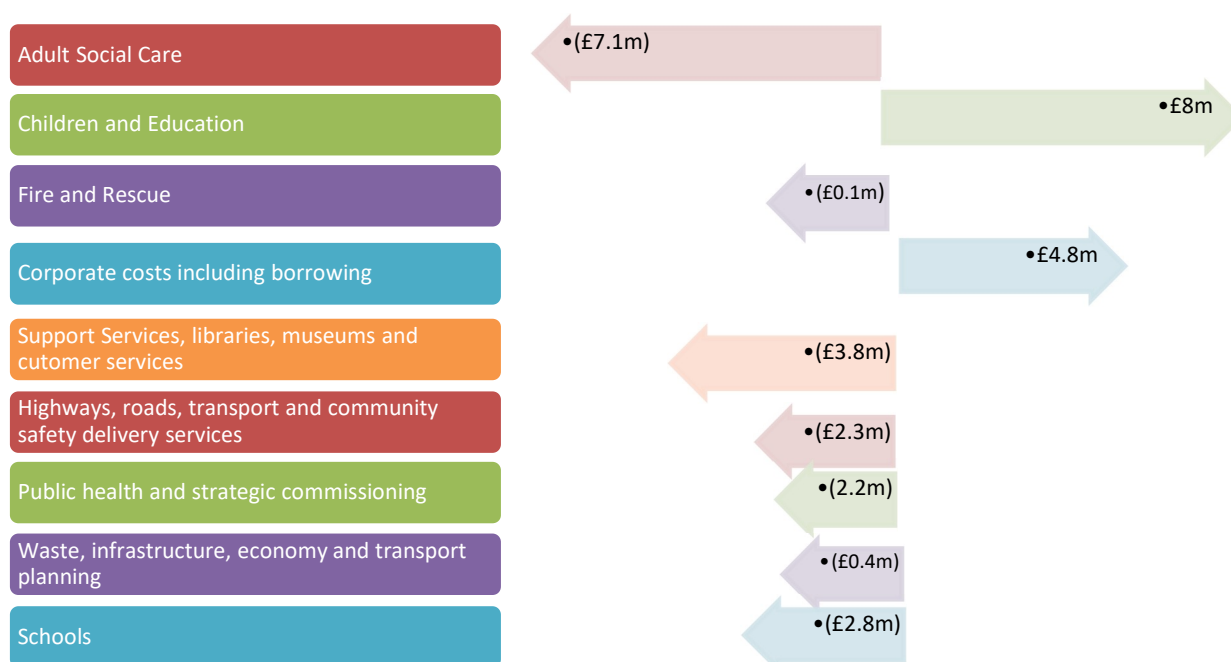 Adult Social Care
•(£7.1m)
Children and Education
•£8m
Fire and Rescue
•(£0.1m)
Corporate costs including borrowing
•£4.8m
Support Services, libraries, museums and
cutomer services
•(£3.8m)
Highways, roads, transport and community
safety delivery services
•(£2.3m)
Public health and strategic commissioning
•(2.2m)
Waste, infrastructure, economy and transport
planning
•(£0.4m)
Schools
•(£2.8m)